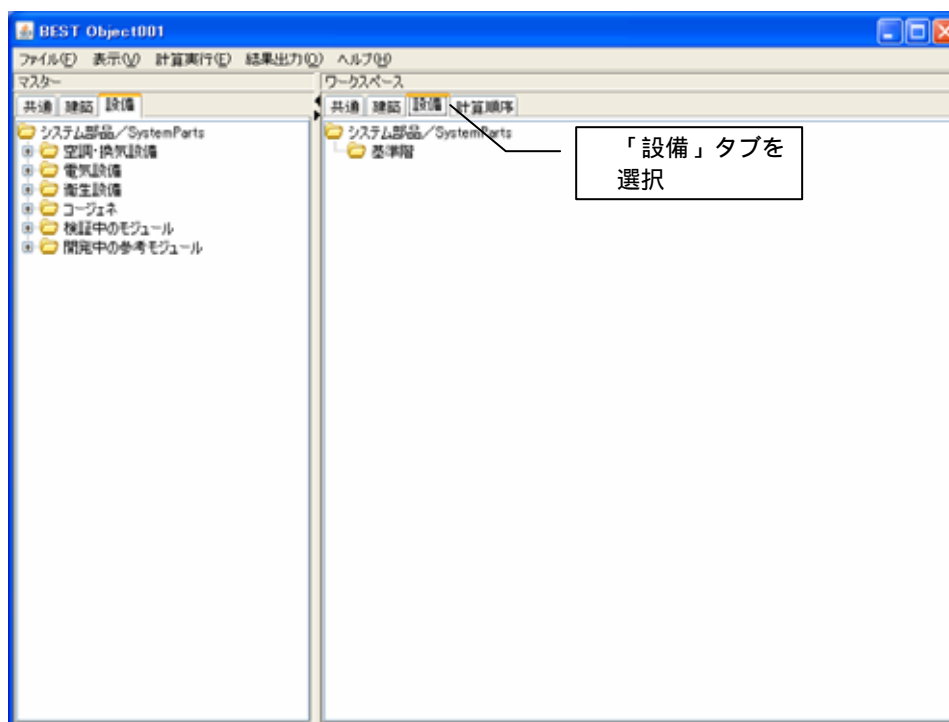 BEST Object001
ファイル(F) 表示(V) 計算実行(E) 結果出力(O) ヘルプ(H)
マスター
共通 建築 設備
システム部品/SystemParts
空調・換気設備
電気設備
衛生設備
コージェネ
検証中のモジュール
開発中の参考モジュール
ワークスペース
共通 建築 設備 計算順序
システム部品/SystemParts
基準階
「設備」タブを
選択